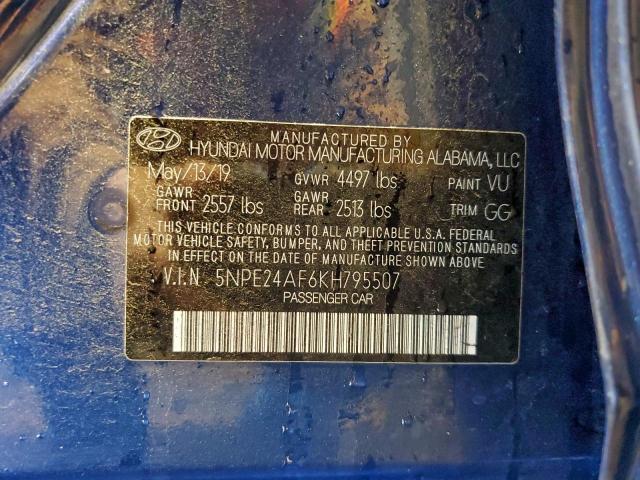 MANUFACTURED BY
HYUNDAI MOTOR MANUFACTURING ALABAMA, LLC
May/13/19 GVWR 4497 lbs PAINT VU
GAWR FRONT 2557 lbs GAWR REAR 2513 lbs TRIM GG
THIS VEHICLE CONFORMS TO ALL APPLICABLE U.S.A. FEDERAL
MOTOR VEHICLE SAFETY, BUMPER, AND THEFT PREVENTION STANDARDS
IN EFFECT ON THE DATE OF MANUFACTURE SHOWN ABOVE.
V.I.N 5NPE24AF6KH795507
PASSENGER CAR